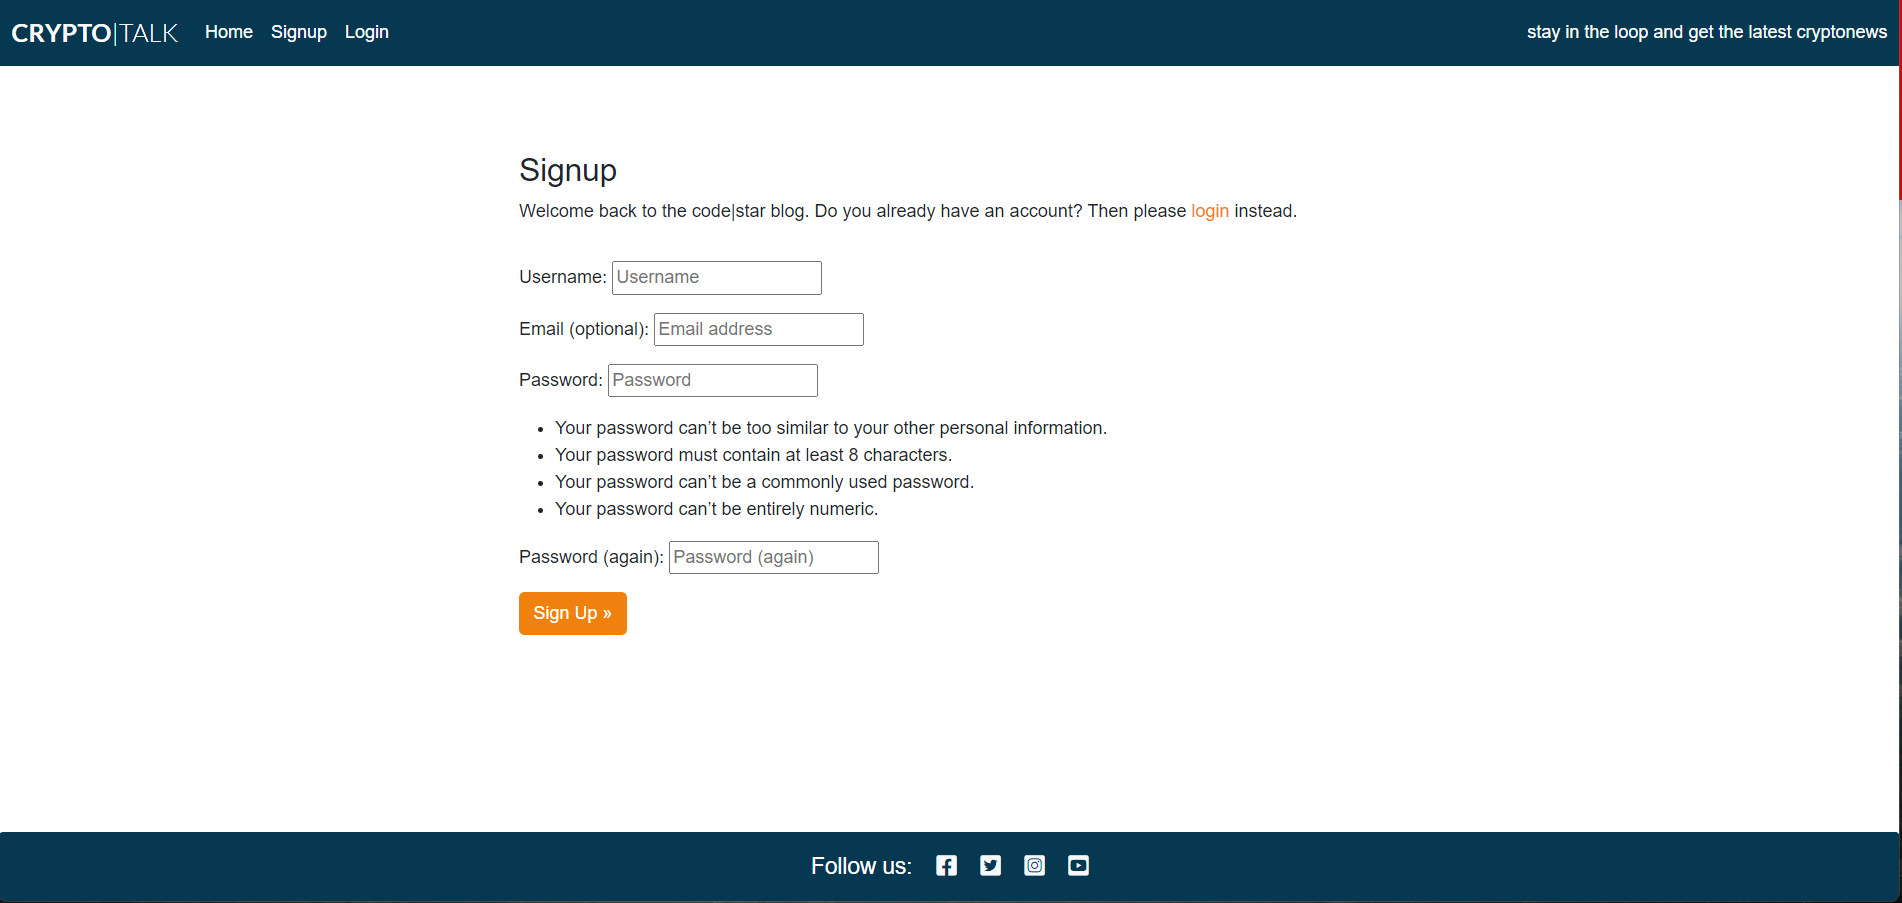 CRYPTO|TALK Home Signup Login stay in the loop and get the latest cryptonews
Signup
Welcome back to the code|star blog. Do you already have an account? Then please login instead.
Username: Username
Email (optional): Email address
Password: Password
• Your password can’t be too similar to your other personal information.
• Your password must contain at least 8 characters.
• Your password can’t be a commonly used password.
• Your password can’t be entirely numeric.
Password (again): Password (again)
Sign Up »
Follow us: